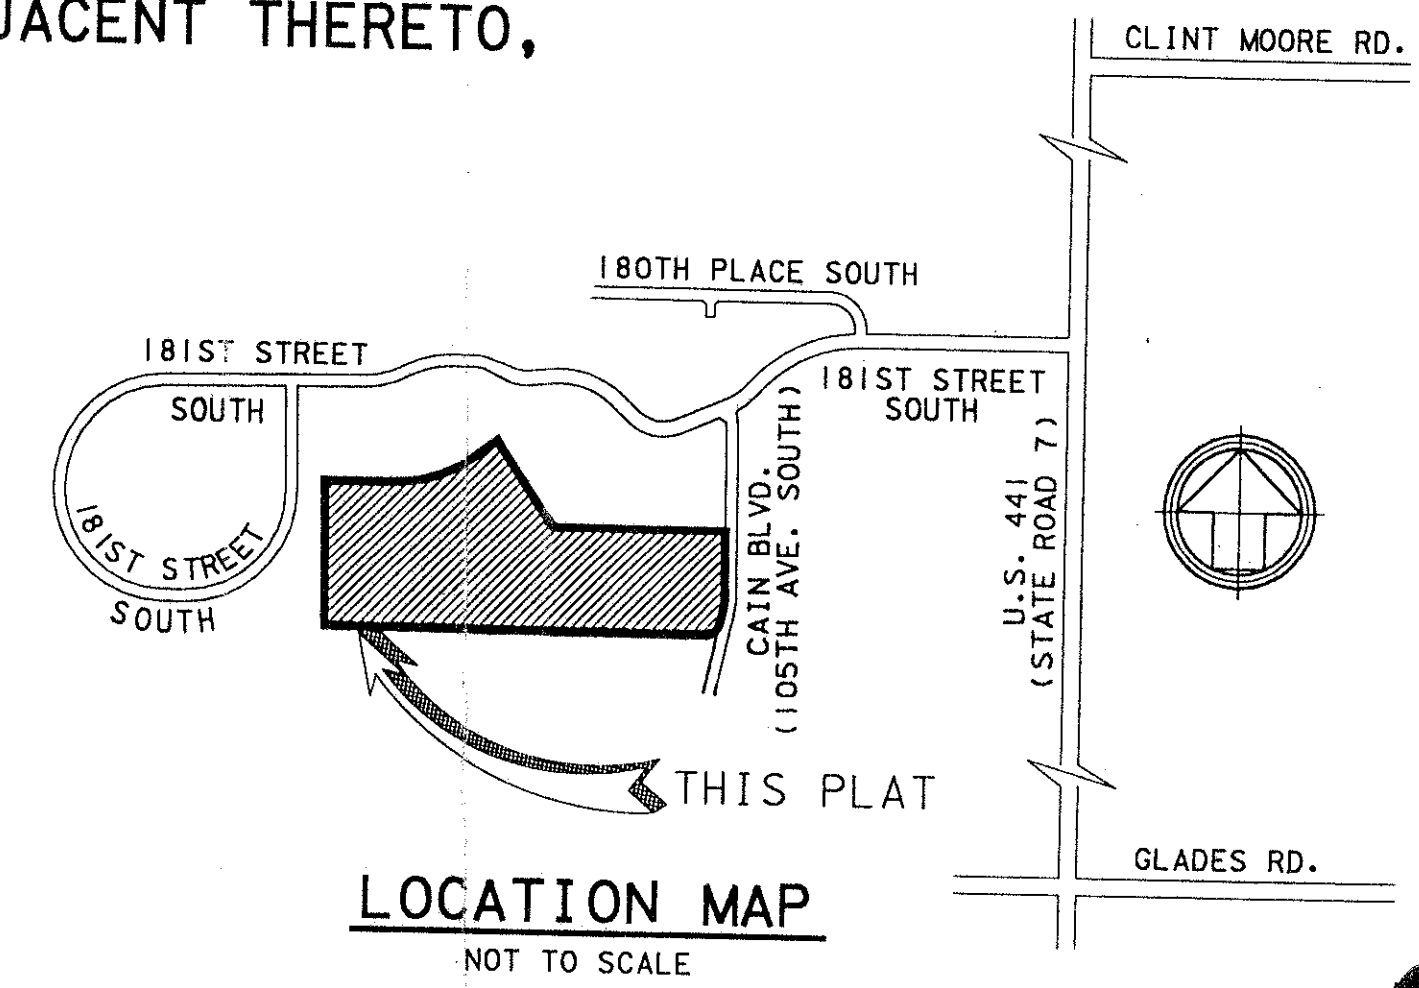 JACENT THERETO,
CLINT MOORE RD.
180TH PLACE SOUTH
181ST STREET
SOUTH
181ST STREET
SOUTH
181ST STREET
SOUTH
CAIN BLVD.
(105TH AVE. SOUTH)
U.S. 441
(STATE ROAD 7)
THIS PLAT
GLADES RD.
LOCATION MAP
NOT TO SCALE